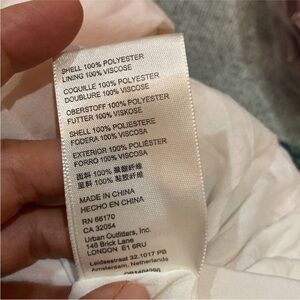 SHELL 100% POLYESTER
LINING 100% VISCOSE
COQUILLE 100% POLYESTER
DOUBLURE 100% VISCOSE
OBERSTOFF 100% POLYESTER
FUTTER 100% VISKOSE
SHELL 100% POLIESTERE
FODERA 100% VISCOSA
EXTERIOR 100% POLIÉSTER
FORRO 100% VISCOSA
面料 100% 聚酯纤维
里料 100% 粘胶纤维
MADE IN CHINA
HECHO EN CHINA
RN 66170
CA 32054
Urban Outfitters, Inc.
146 Brick Lane
LONDON E1 6RU
Leidsestraat 32.1017 PB
Amsterdam, Netherlands